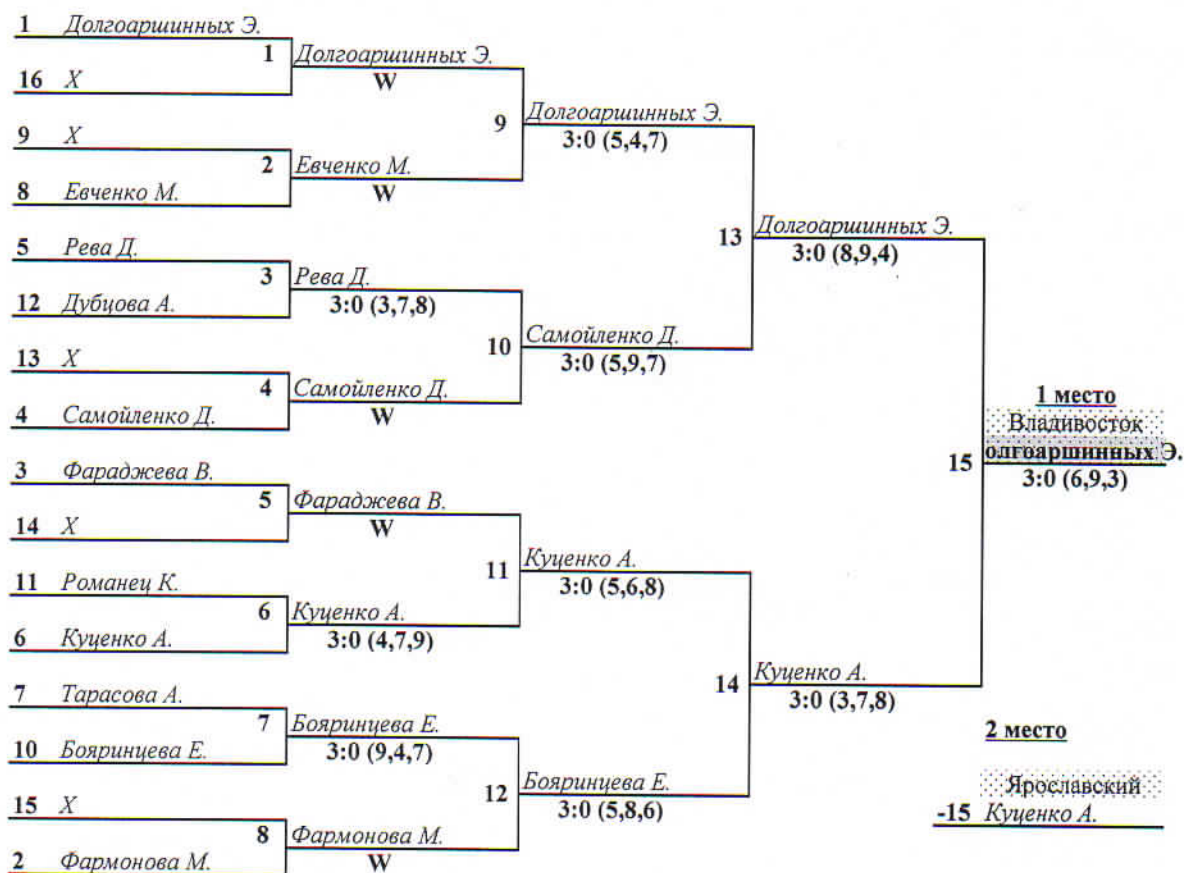 1 Долгоаршинных Э.
1 Долгоаршинных Э.
16 X
W
9 Долгоаршинных Э.
3:0 (5,4,7)
9 X
2 Евченко М.
8 Евченко М.
W
13 Долгоаршинных Э.
3:0 (8,9,4)
5 Рева Д.
3 Рева Д.
12 Дубцова А.
3:0 (3,7,8)
10 Самойленко Д.
3:0 (5,9,7)
13 X
4 Самойленко Д.
4 Самойленко Д.
W
1 место
Владивосток
15 олгоаршинных Э.
3:0 (6,9,3)
3 Фараджева В.
5 Фараджева В.
14 X
W
11 Куценко А.
3:0 (5,6,8)
11 Романец К.
6 Куценко А.
6 Куценко А.
3:0 (4,7,9)
14 Куценко А.
3:0 (3,7,8)
7 Тарасова А.
7 Бояринцева Е.
10 Бояринцева Е.
3:0 (9,4,7)
2 место
12 Бояринцева Е.
3:0 (5,8,6)
Ярославский
-15 Куценко А.
15 X
8 Фармонова М.
2 Фармонова М.
W